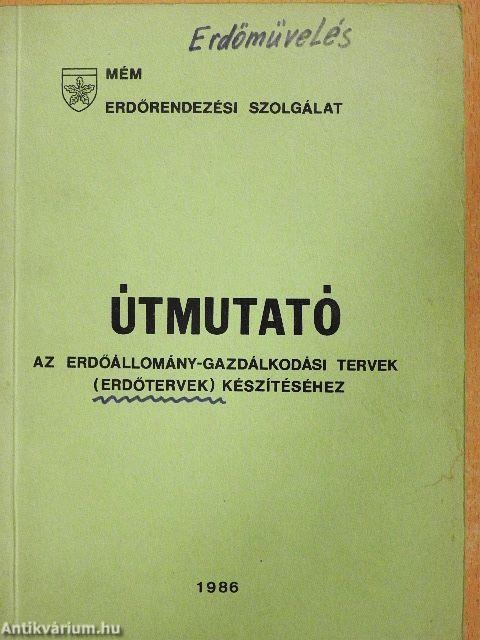 Erdőművelés
MÉM
ERDŐRENDEZÉSI SZOLGÁLAT
ÚTMUTATÓ
AZ ERDŐÁLLOMÁNY-GAZDÁLKODÁSI TERVEK
(ERDŐTERVEK) KÉSZÍTÉSÉHEZ
1986
Antikvárium.hu